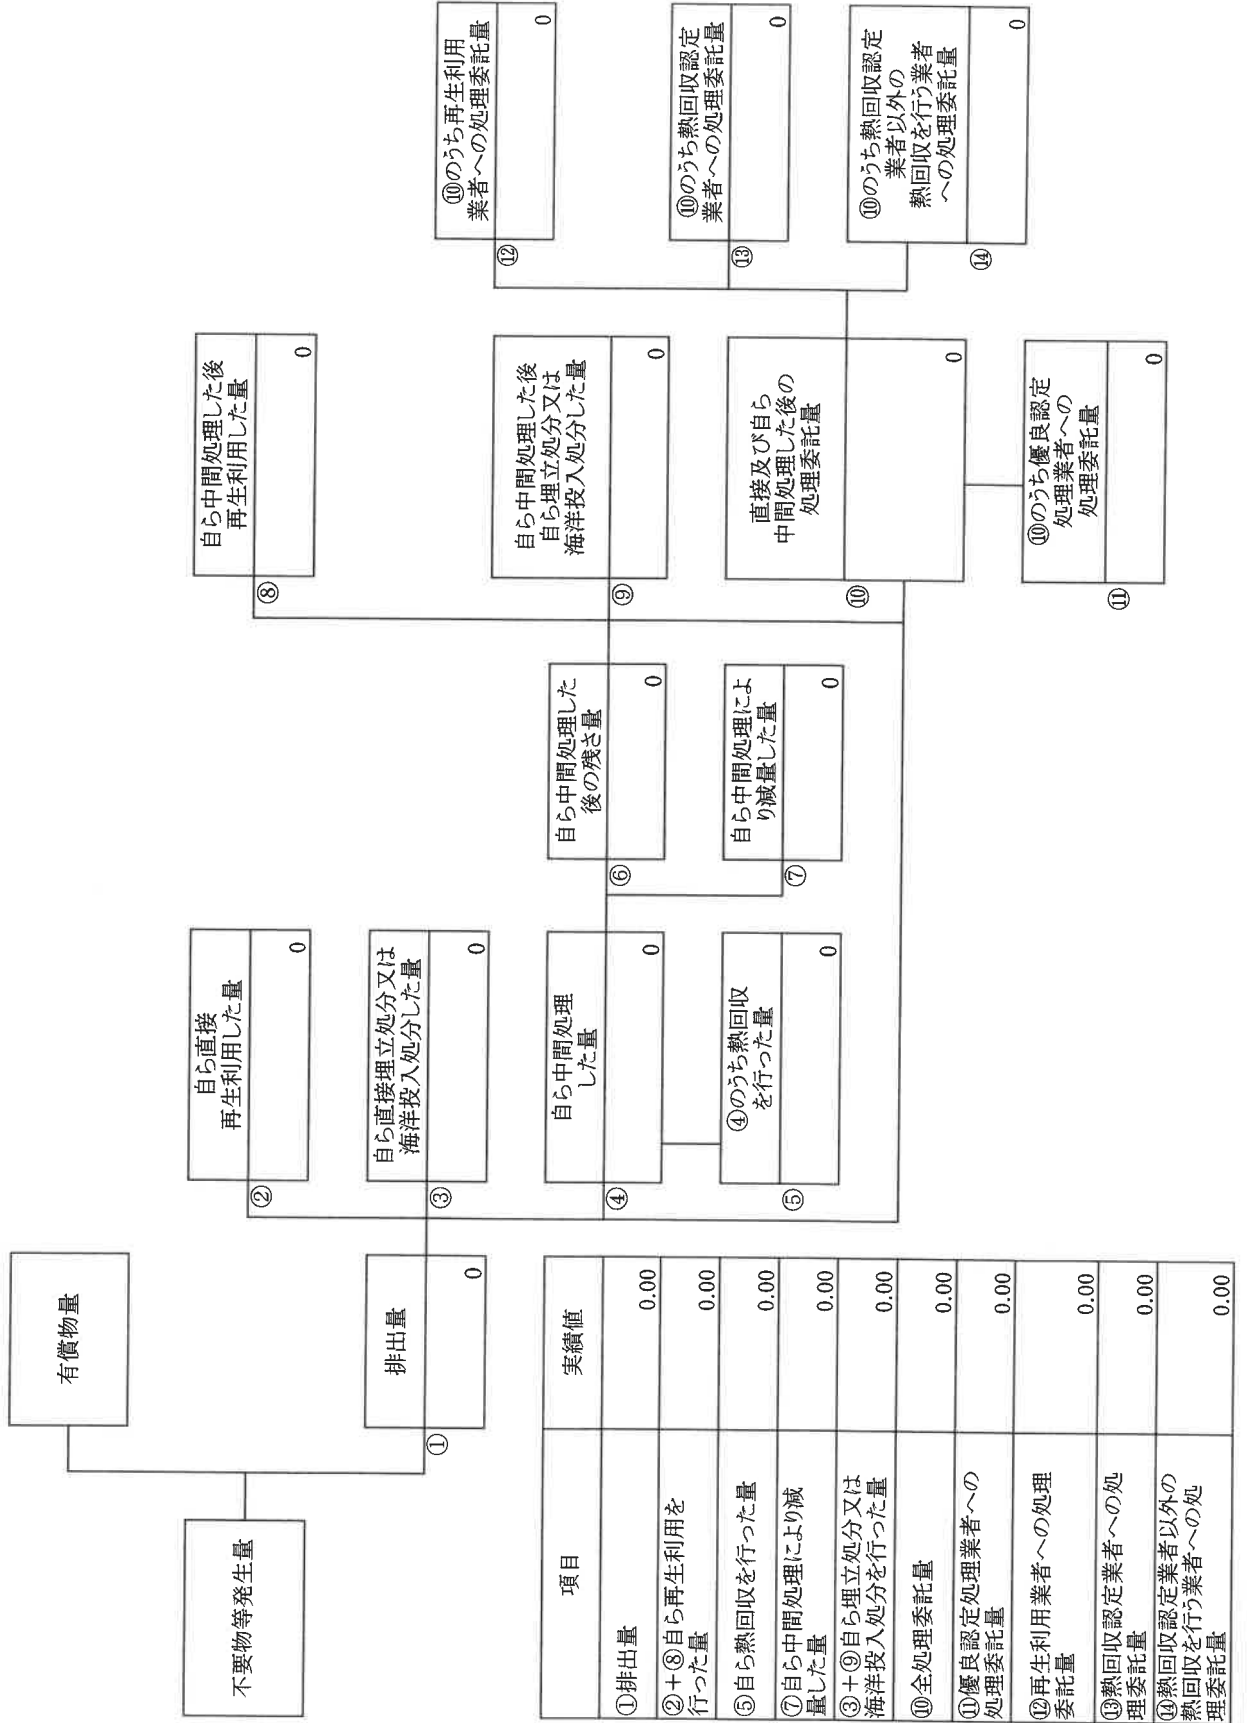 不要物等発生量
有償物量
①
排出量
0
②
自ら直接
再生利用した量
0
③
自ら直接埋立処分又は
海洋投入処分した量
0
④
自ら中間処理
した量
0
⑤
④のうち熱回収
を行った量
0
⑥
自ら中間処理した
後の残さ量
0
⑦
自ら中間処理によ
り減量した量
0
⑧
自ら中間処理した後
再生利用した量
0
⑨
自ら中間処理した後
自ら埋立処分又は
海洋投入処分した量
0
⑩
直接及び自ら
中間処理した後の
処理委託量
0
⑪
⑩のうち優良認定
処理業者への
処理委託量
0
⑫
⑩のうち再生利用
業者への処理委託量
0
⑬
⑩のうち熱回収認定
業者への処理委託量
0
⑭
⑩のうち熱回収認定
業者以外の
熱回収を行う業者
への処理委託量
0
項目 実績値
①排出量 0.00
②＋⑧自ら再生利用を
行った量 0.00
⑤自ら熱回収を行った量 0.00
⑦自ら中間処理により減
量した量 0.00
③＋⑨自ら埋立処分又は
海洋投入処分を行った量 0.00
⑩全処理委託量 0.00
⑪優良認定処理業者への
処理委託量 0.00
⑫再生利用業者への処理
委託量 0.00
⑬熱回収認定業者への処
理委託量 0.00
⑭熱回収認定業者以外の
熱回収を行う業者への処
理委託量 0.00